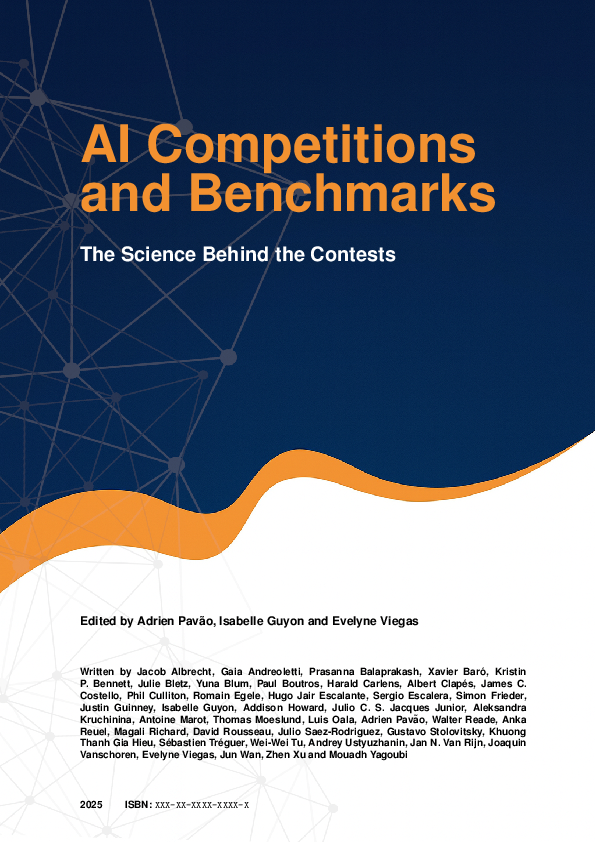 AI Competitions
and Benchmarks
The Science Behind the Contests
Edited by Adrien Pavão, Isabelle Guyon and Evelyne Viegas
Written by Jacob Albrecht, Gaia Andreoletti, Prasanna Balaprakash, Xavier Baró, Kristin
P. Bennett, Julie Bletz, Yuna Blum, Paul Boutros, Harald Carlens, Albert Clapés, James C.
Costello, Phil Culliton, Romain Egele, Hugo Jair Escalante, Sergio Escalera, Simon Frieder,
Justin Guinney, Isabelle Guyon, Addison Howard, Julio C. S. Jacques Junior, Aleksandra
Kruchinina, Antoine Marot, Thomas Moeslund, Luis Oala, Adrien Pavão, Walter Reade, Anka
Reuel, Magali Richard, David Rousseau, Julio Saez-Rodriguez, Gustavo Stolovitsky, Khuong
Thanh Gia Hieu, Sébastien Tréguer, Wei-Wei Tu, Andrey Ustyuzhanin, Jan N. Van Rijn, Joaquin
Vanschoren, Evelyne Viegas, Jun Wan, Zhen Xu and Mouadh Yagoubi
2025 ISBN: xxx-xx-xxxx-xxxx-x